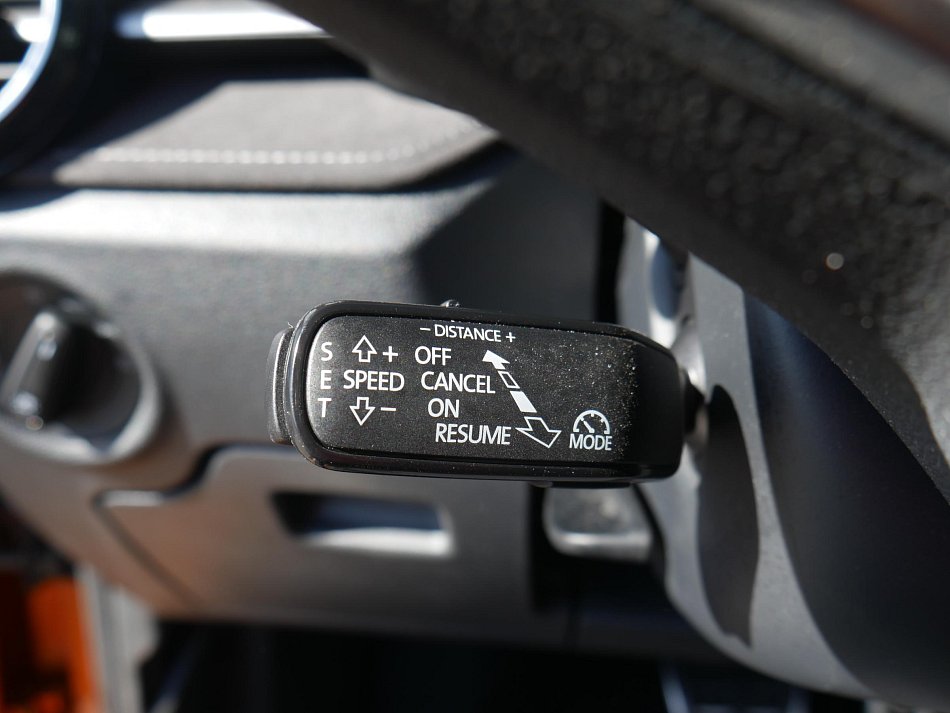 − DISTANCE +
S + OFF
E SPEED CANCEL
T − ON
RESUME
MODE